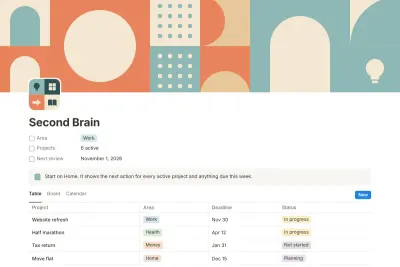 Second Brain
Area Work
Projects 6 active
Next review November 1, 2026
Start on Home. It shows the next action for every active project and anything due this week.
Table Board Calendar New
Project Area Deadline Status
Website refresh Work Nov 30 In progress
Half marathon Health Apr 12 In progress
Tax return Money Jan 31 Not started
Move flat Home Dec 15 Planning